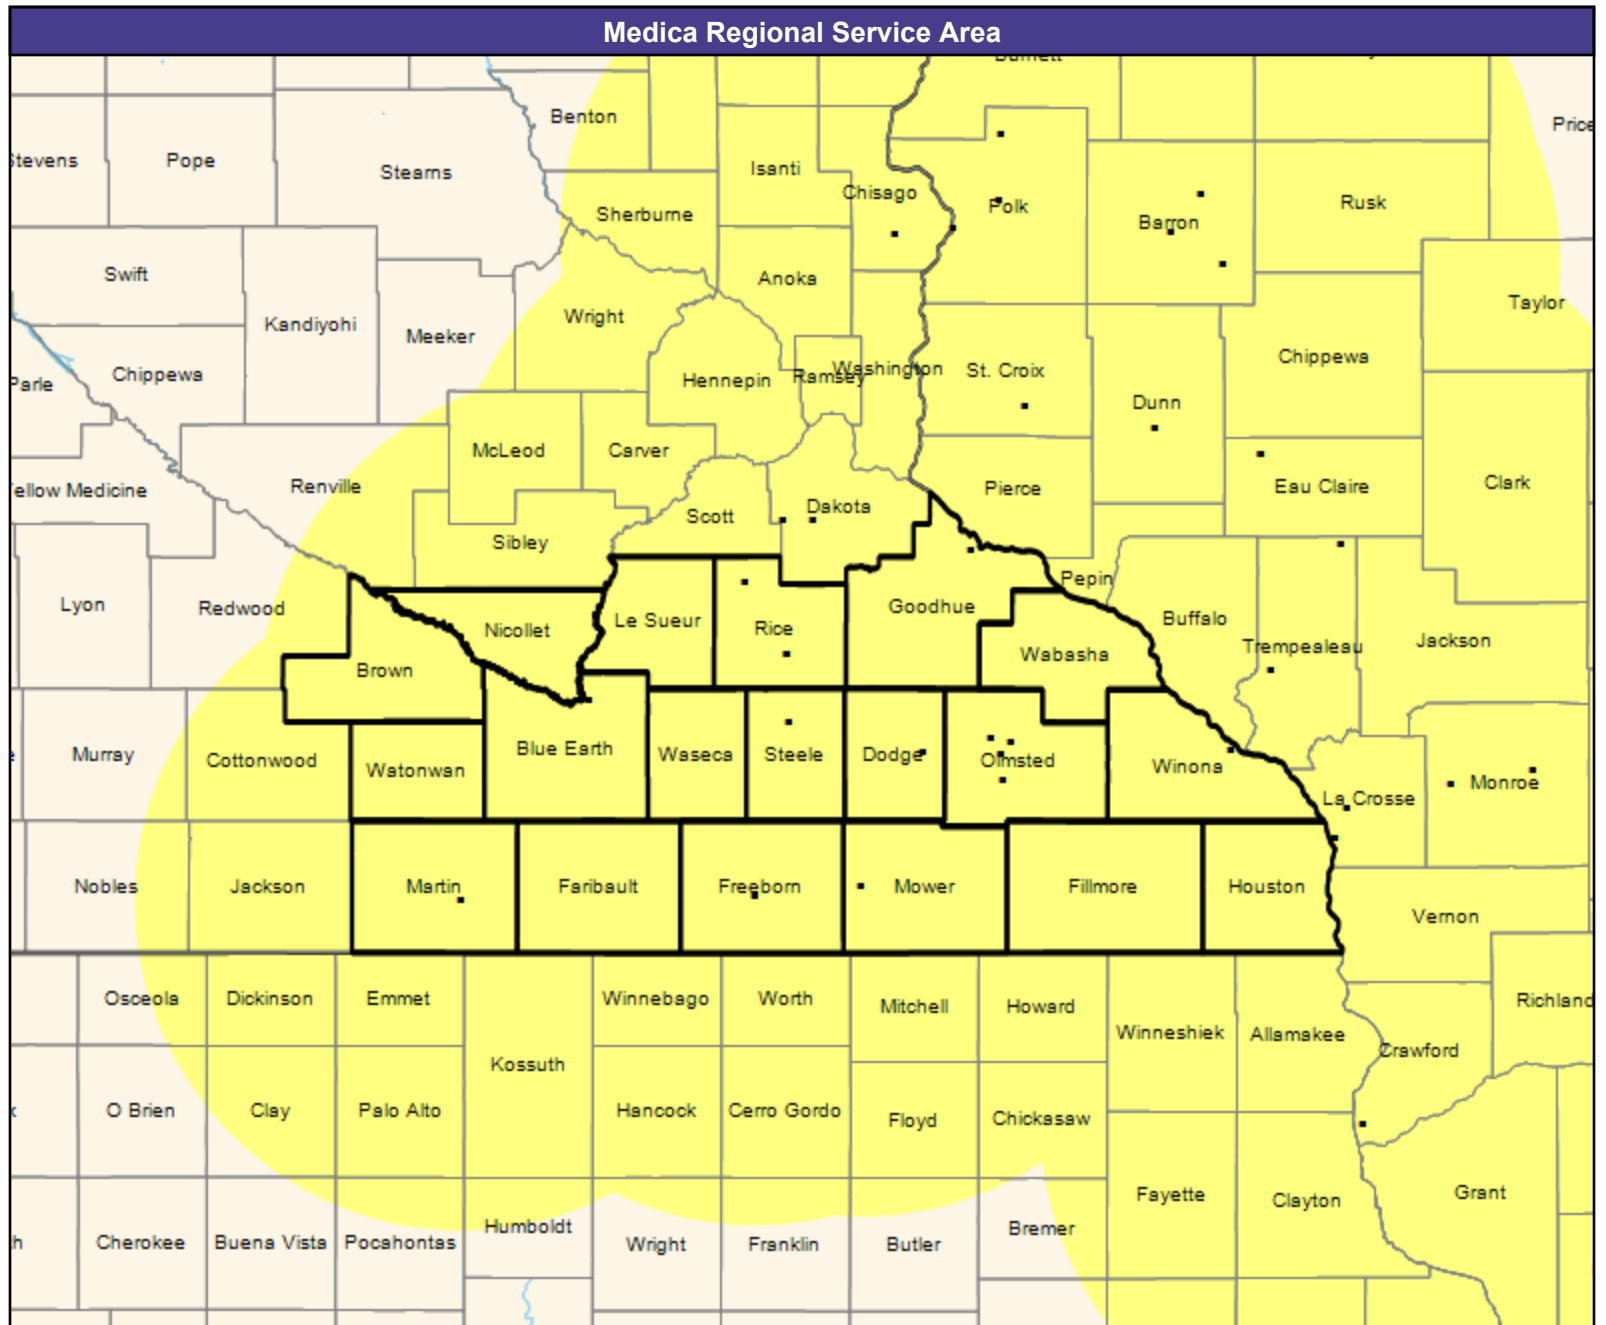 Medica Regional Service Area
Burnett
Price
Benton
Stevens
Pope
Stearns
Isanti
Chisago
Polk
Barron
Rusk
Sherburne
Swift
Anoka
Taylor
Kandiyohi
Wright
Meeker
Chippewa
Chippewa
Parle
Hennepin
Ramsey
Washington
St. Croix
Dunn
McLeod
Carver
Yellow Medicine
Renville
Pierce
Eau Claire
Clark
Scott
Dakota
Sibley
Pepin
Lyon
Redwood
Nicollet
Le Sueur
Rice
Goodhue
Buffalo
Trempealeau
Jackson
Brown
Wabasha
Murray
Cottonwood
Watonwan
Blue Earth
Waseca
Steele
Dodge
Olmsted
Winona
La Crosse
Monroe
Nobles
Jackson
Martin
Faribault
Freeborn
Mower
Fillmore
Houston
Vernon
Osceola
Dickinson
Emmet
Winnebago
Worth
Mitchell
Howard
Richland
Kossuth
Winneshiek
Allamakee
Crawford
O Brien
Clay
Palo Alto
Hancock
Cerro Gordo
Floyd
Chickasaw
Fayette
Clayton
Grant
Cherokee
Buena Vista
Pocahontas
Humboldt
Wright
Franklin
Butler
Bremer